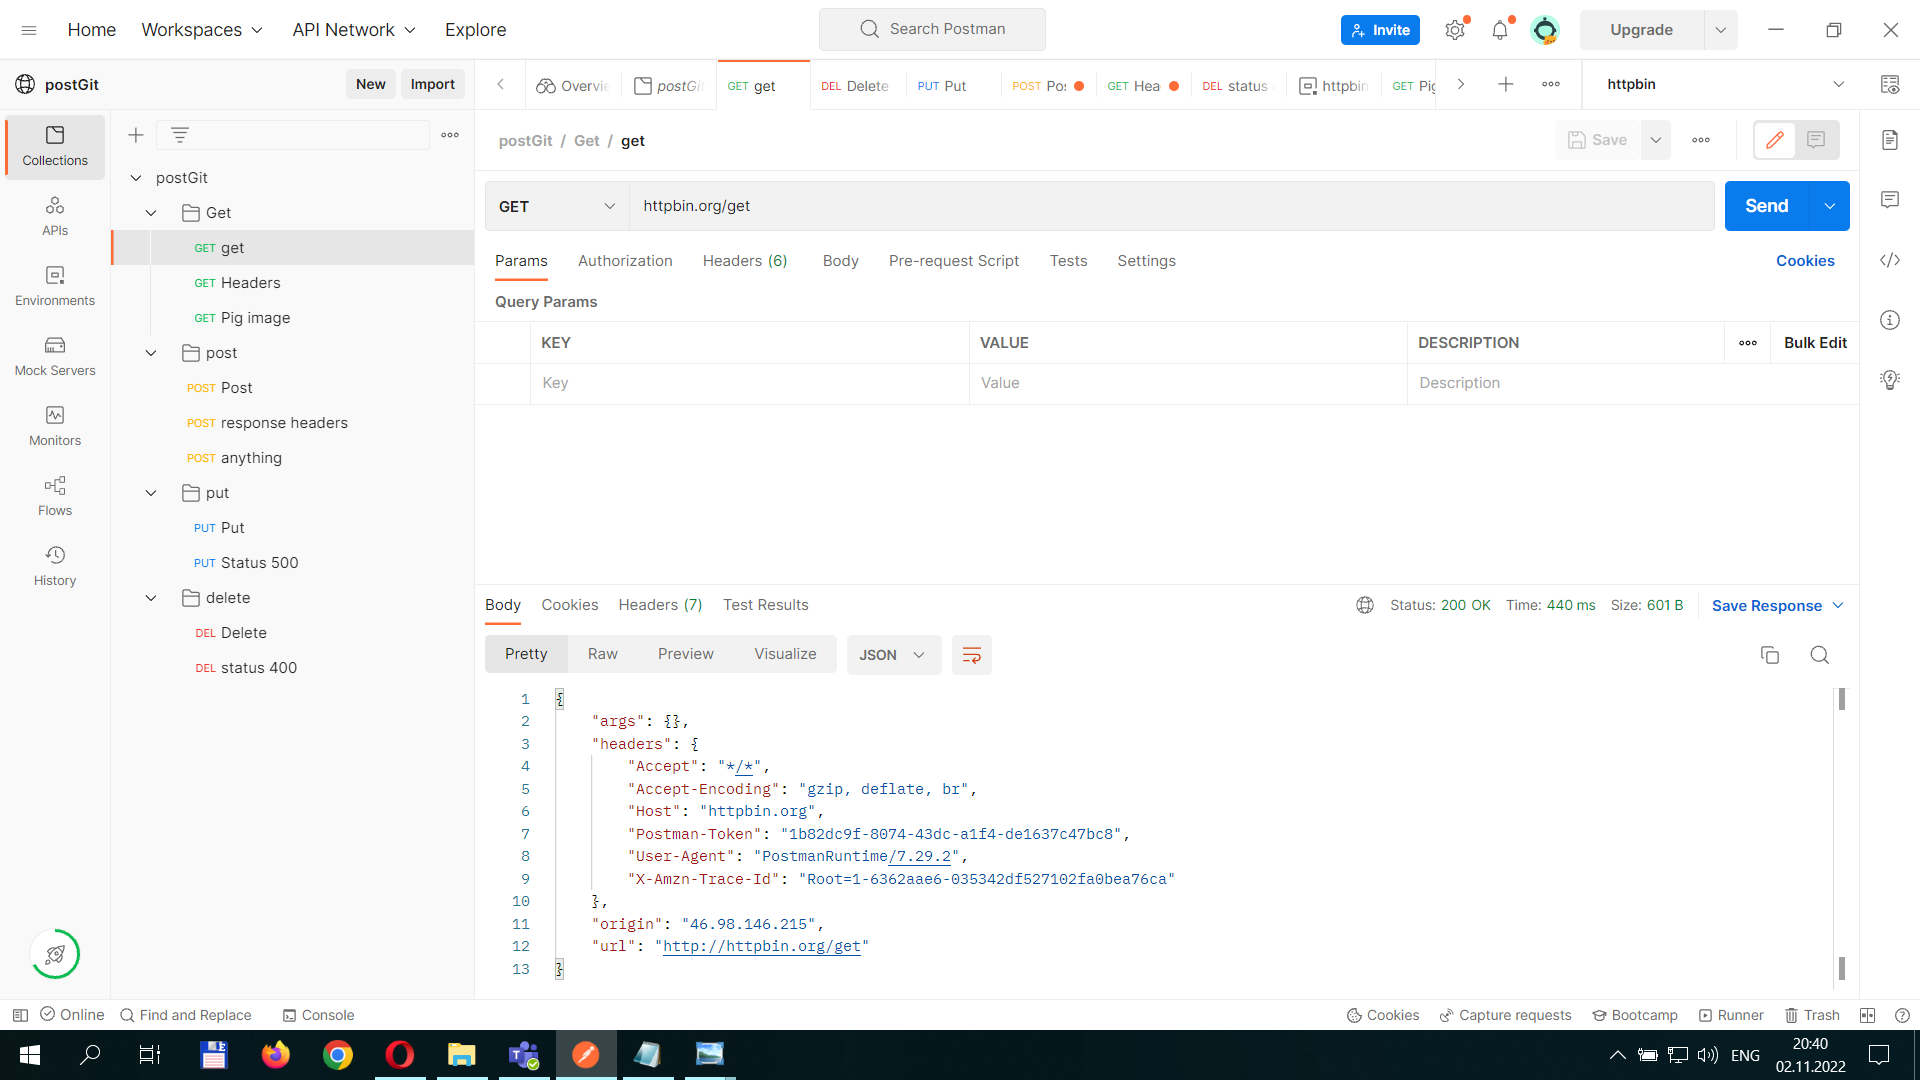 Home Workspaces API Network Explore Search Postman Invite Upgrade
postGit New Import Overvie postGi GET get DEL Delete PUT Put POST Po GET Hea DEL status httpbin GET Pig httpbin
Collections
APIs
Environments
Mock Servers
Monitors
Flows
History
postGit
Get
GET get
GET Headers
GET Pig image
post
POST Post
POST response headers
POST anything
put
PUT Put
PUT Status 500
delete
DEL Delete
DEL status 400
postGit / Get / get Save
GET httpbin.org/get Send
Params Authorization Headers (6) Body Pre-request Script Tests Settings Cookies
Query Params
KEY VALUE DESCRIPTION Bulk Edit
Key Value Description
Body Cookies Headers (7) Test Results Status: 200 OK Time: 440 ms Size: 601 B Save Response
Pretty Raw Preview Visualize JSON
1 {
2 "args": {},
3 "headers": {
4 "Accept": "*/*",
5 "Accept-Encoding": "gzip, deflate, br",
6 "Host": "httpbin.org",
7 "Postman-Token": "1b82dc9f-8074-43dc-a1f4-de1637c47bc8",
8 "User-Agent": "PostmanRuntime/7.29.2",
9 "X-Amzn-Trace-Id": "Root=1-6362aae6-035342df527102fa0bea76ca"
10 },
11 "origin": "46.98.146.215",
12 "url": "http://httpbin.org/get"
13 }
Online Find and Replace Console Cookies Capture requests Bootcamp Runner Trash
ENG 20:40
02.11.2022